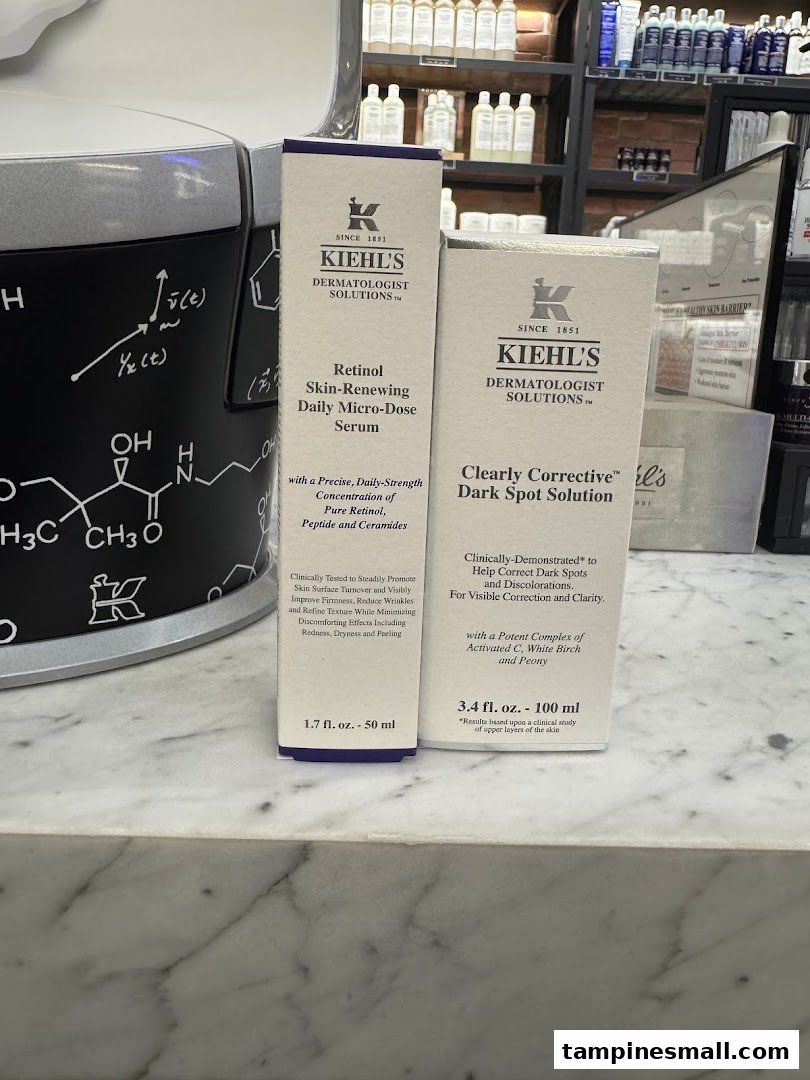 SINCE 1851
KIEHL'S
DERMATOLOGIST
SOLUTIONS™
Retinol
Skin-Renewing
Daily Micro-Dose
Serum
with a Precise, Daily-Strength
Concentration of
Pure Retinol,
Peptide and Ceramides
Clinically Tested to Steadily Promote
Skin Surface Turnover and Visibly
Improve Firmness, Reduce Wrinkles
and Refine Texture While Minimizing
Discomforting Effects Including
Redness, Dryness and Peeling
1.7 fl. oz. - 50 ml
SINCE 1851
KIEHL'S
DERMATOLOGIST
SOLUTIONS™
Clearly Corrective™
Dark Spot Solution
Clinically-Demonstrated* to
Help Correct Dark Spots
and Discolorations.
For Visible Correction and Clarity.
with a Potent Complex of
Activated C, White Birch
and Peony
3.4 fl. oz. - 100 ml
*Results based upon a clinical study
of upper layers of the skin
H
OH
H
N
OH
O
H₃C
CH₃
O
SKIN BARRIER?
tampinesmall.com